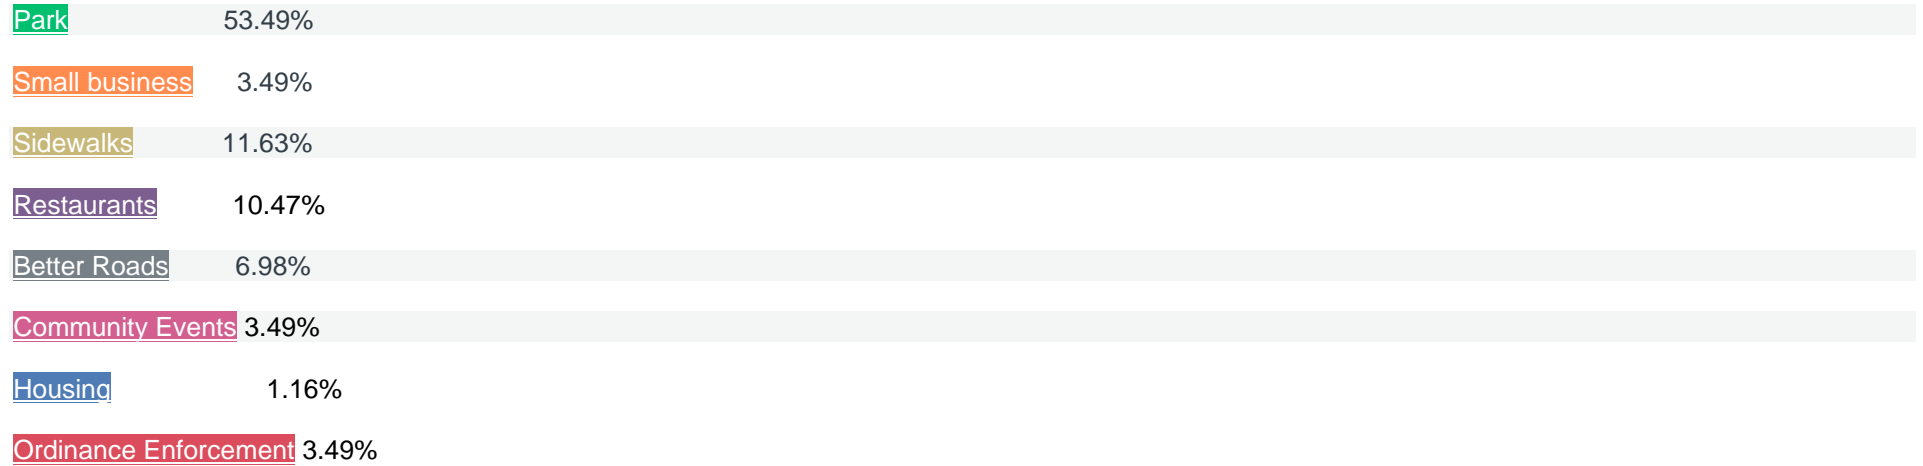 Park 53.49%
Small business 3.49%
Sidewalks 11.63%
Restaurants 10.47%
Better Roads 6.98%
Community Events 3.49%
Housing 1.16%
Ordinance Enforcement 3.49%